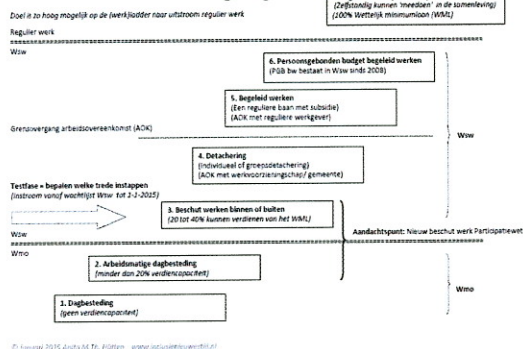 (Zelfstandig kunnen 'meedoen' in de samenleving)
(100% Wettelijk minimumloon (WML)
Doel is zo hoog mogelijk op de (werk)ladder naar uitstroom regulier werk
Regulier werk
Wsw
6. Persoonsgebonden budget begeleid werken
(PGB bw bestaat in Wsw sinds 2008)
5. Begeleid werken
(Een reguliere baan met subsidie)
(AOK met reguliere werkgever)
Grensovergang arbeidsovereenkomst (AOK)
Wsw
4. Detachering
(Individueel of groepsdetachering)
(AOK met werkvoorzieningschap/ gemeente)
Testfase = bepalen welke trede instappen
(Instroom vanaf wachtlijst Wsw tot 1-1-2015)
3. Beschut werken binnen of buiten
(20 tot 40% kunnen verdienen van het WML)
Aandachtspunt: Nieuw beschut werk Participatiewet
Wsw
Wmo
2. Arbeidsmatige dagbesteding
(minder dan 20% verdiencapaciteit)
Wmo
1. Dagbesteding
(geen verdiencapaciteit)
© januari 2015 Anita M.Th. Hütten